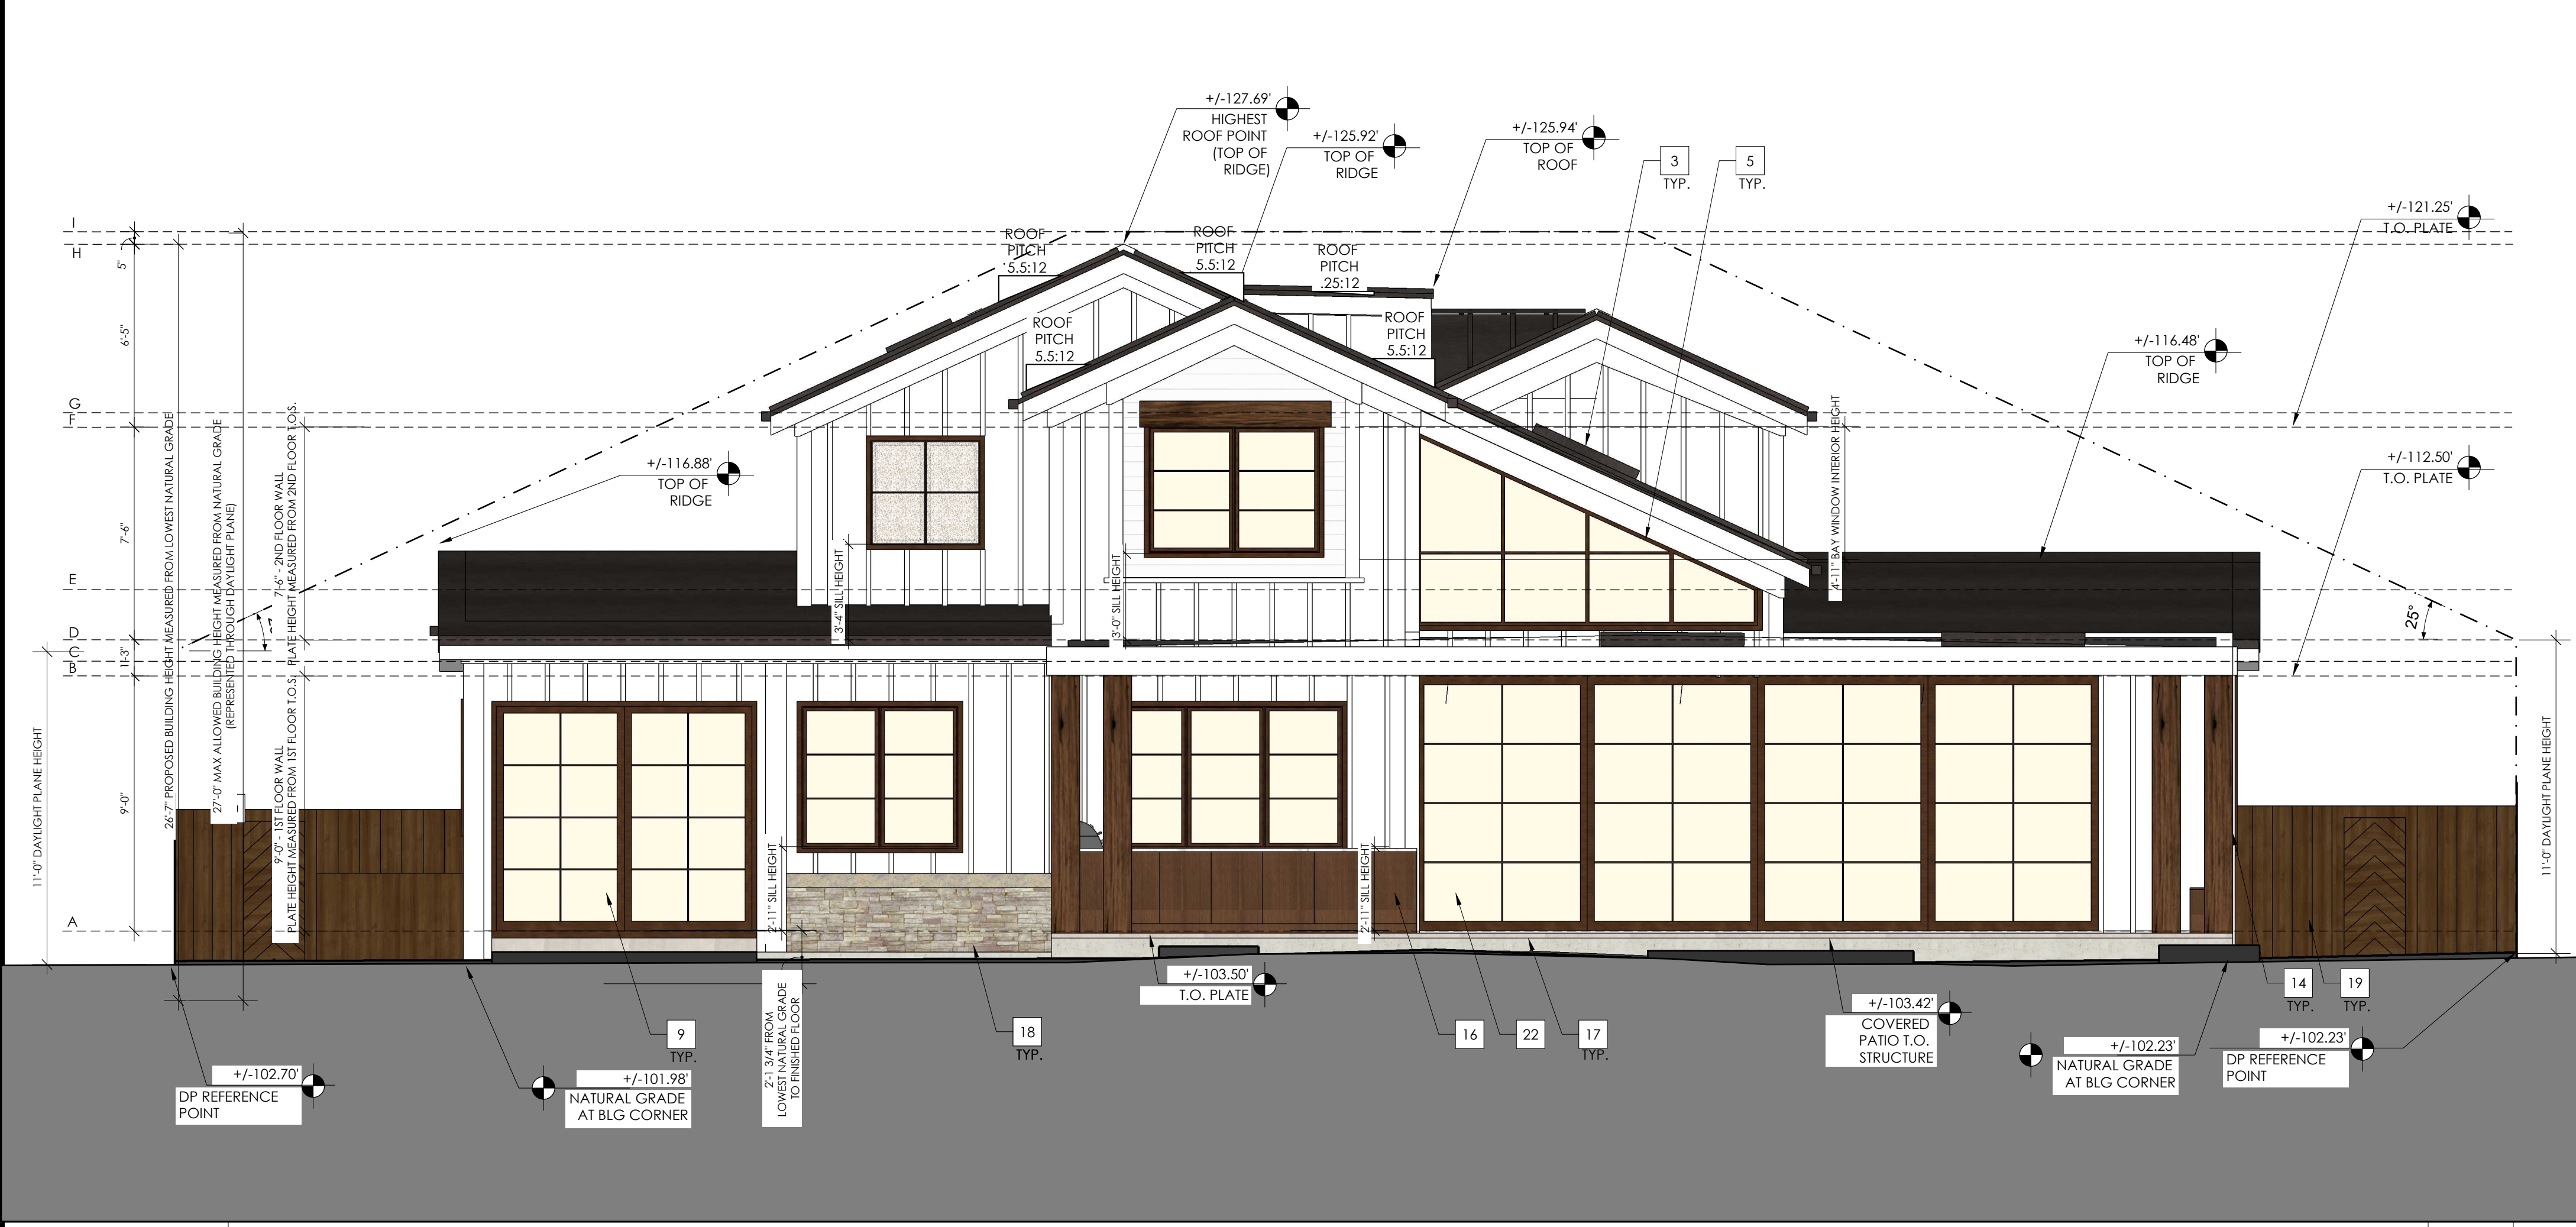 +/-127.69'
HIGHEST
ROOF POINT
(TOP OF
RIDGE)
+/-125.92'
TOP OF
RIDGE
+/-125.94'
TOP OF
ROOF
3
TYP.
5
TYP.
+/-121.25'
T.O. PLATE
I
H
ROOF
PITCH
5.5:12
ROOF
PITCH
5.5:12
ROOF
PITCH
.25:12
5"
6'-5"
ROOF
PITCH
5.5:12
ROOF
PITCH
5.5:12
+/-116.48'
TOP OF
RIDGE
G
F
+/-116.88'
TOP OF
RIDGE
+/-112.50'
T.O. PLATE
7'-6"
E
D
C
B
11'-3"
9'-0"
A
11'-0" DAYLIGHT PLANE HEIGHT
26'-7" PROPOSED BUILDING HEIGHT MEASURED FROM LOWEST NATURAL GRADE
27'-0" MAX ALLOWED BUILDING HEIGHT MEASURED FROM NATURAL GRADE
(REPRESENTED THROUGH DAYLIGHT PLANE)
7'-6" - 2ND FLOOR WALL
PLATE HEIGHT MEASURED FROM 2ND FLOOR T.O.S.
9'-0" - 1ST FLOOR WALL
PLATE HEIGHT MEASURED FROM 1ST FLOOR T.O.S.
3'-4" SILL HEIGHT
3'-0" SILL HEIGHT
4'-11" BAY WINDOW INTERIOR HEIGHT
25°
11'-0" DAYLIGHT PLANE HEIGHT
2'-11" SILL HEIGHT
2'-11" SILL HEIGHT
+/-103.50'
T.O. PLATE
2'-1 3/4" FROM
LOWEST NATURAL GRADE
TO FINISHED FLOOR
9
TYP.
18
TYP.
16
22
17
TYP.
+/-103.42'
COVERED
PATIO T.O.
STRUCTURE
14
TYP.
19
TYP.
+/-102.70'
DP REFERENCE
POINT
+/-101.98'
NATURAL GRADE
AT BLG CORNER
+/-102.23'
NATURAL GRADE
AT BLG CORNER
+/-102.23'
DP REFERENCE
POINT